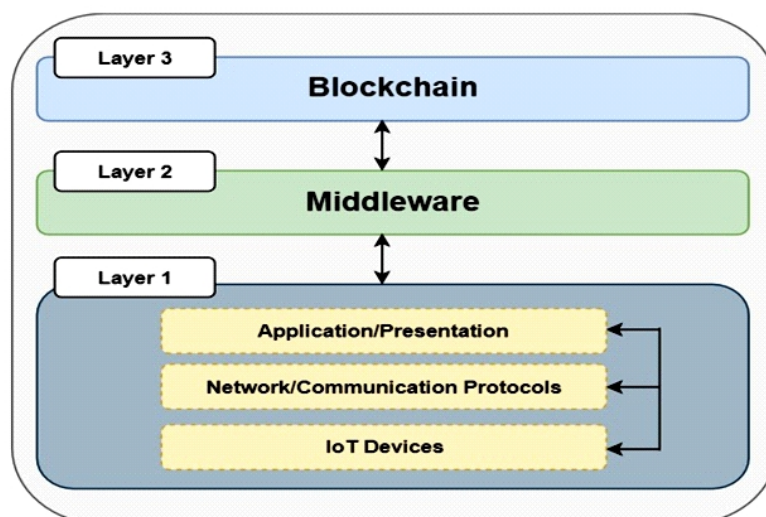 Layer 3
Blockchain
Layer 2
Middleware
Layer 1
Application/Presentation
Network/Communication Protocols
IoT Devices